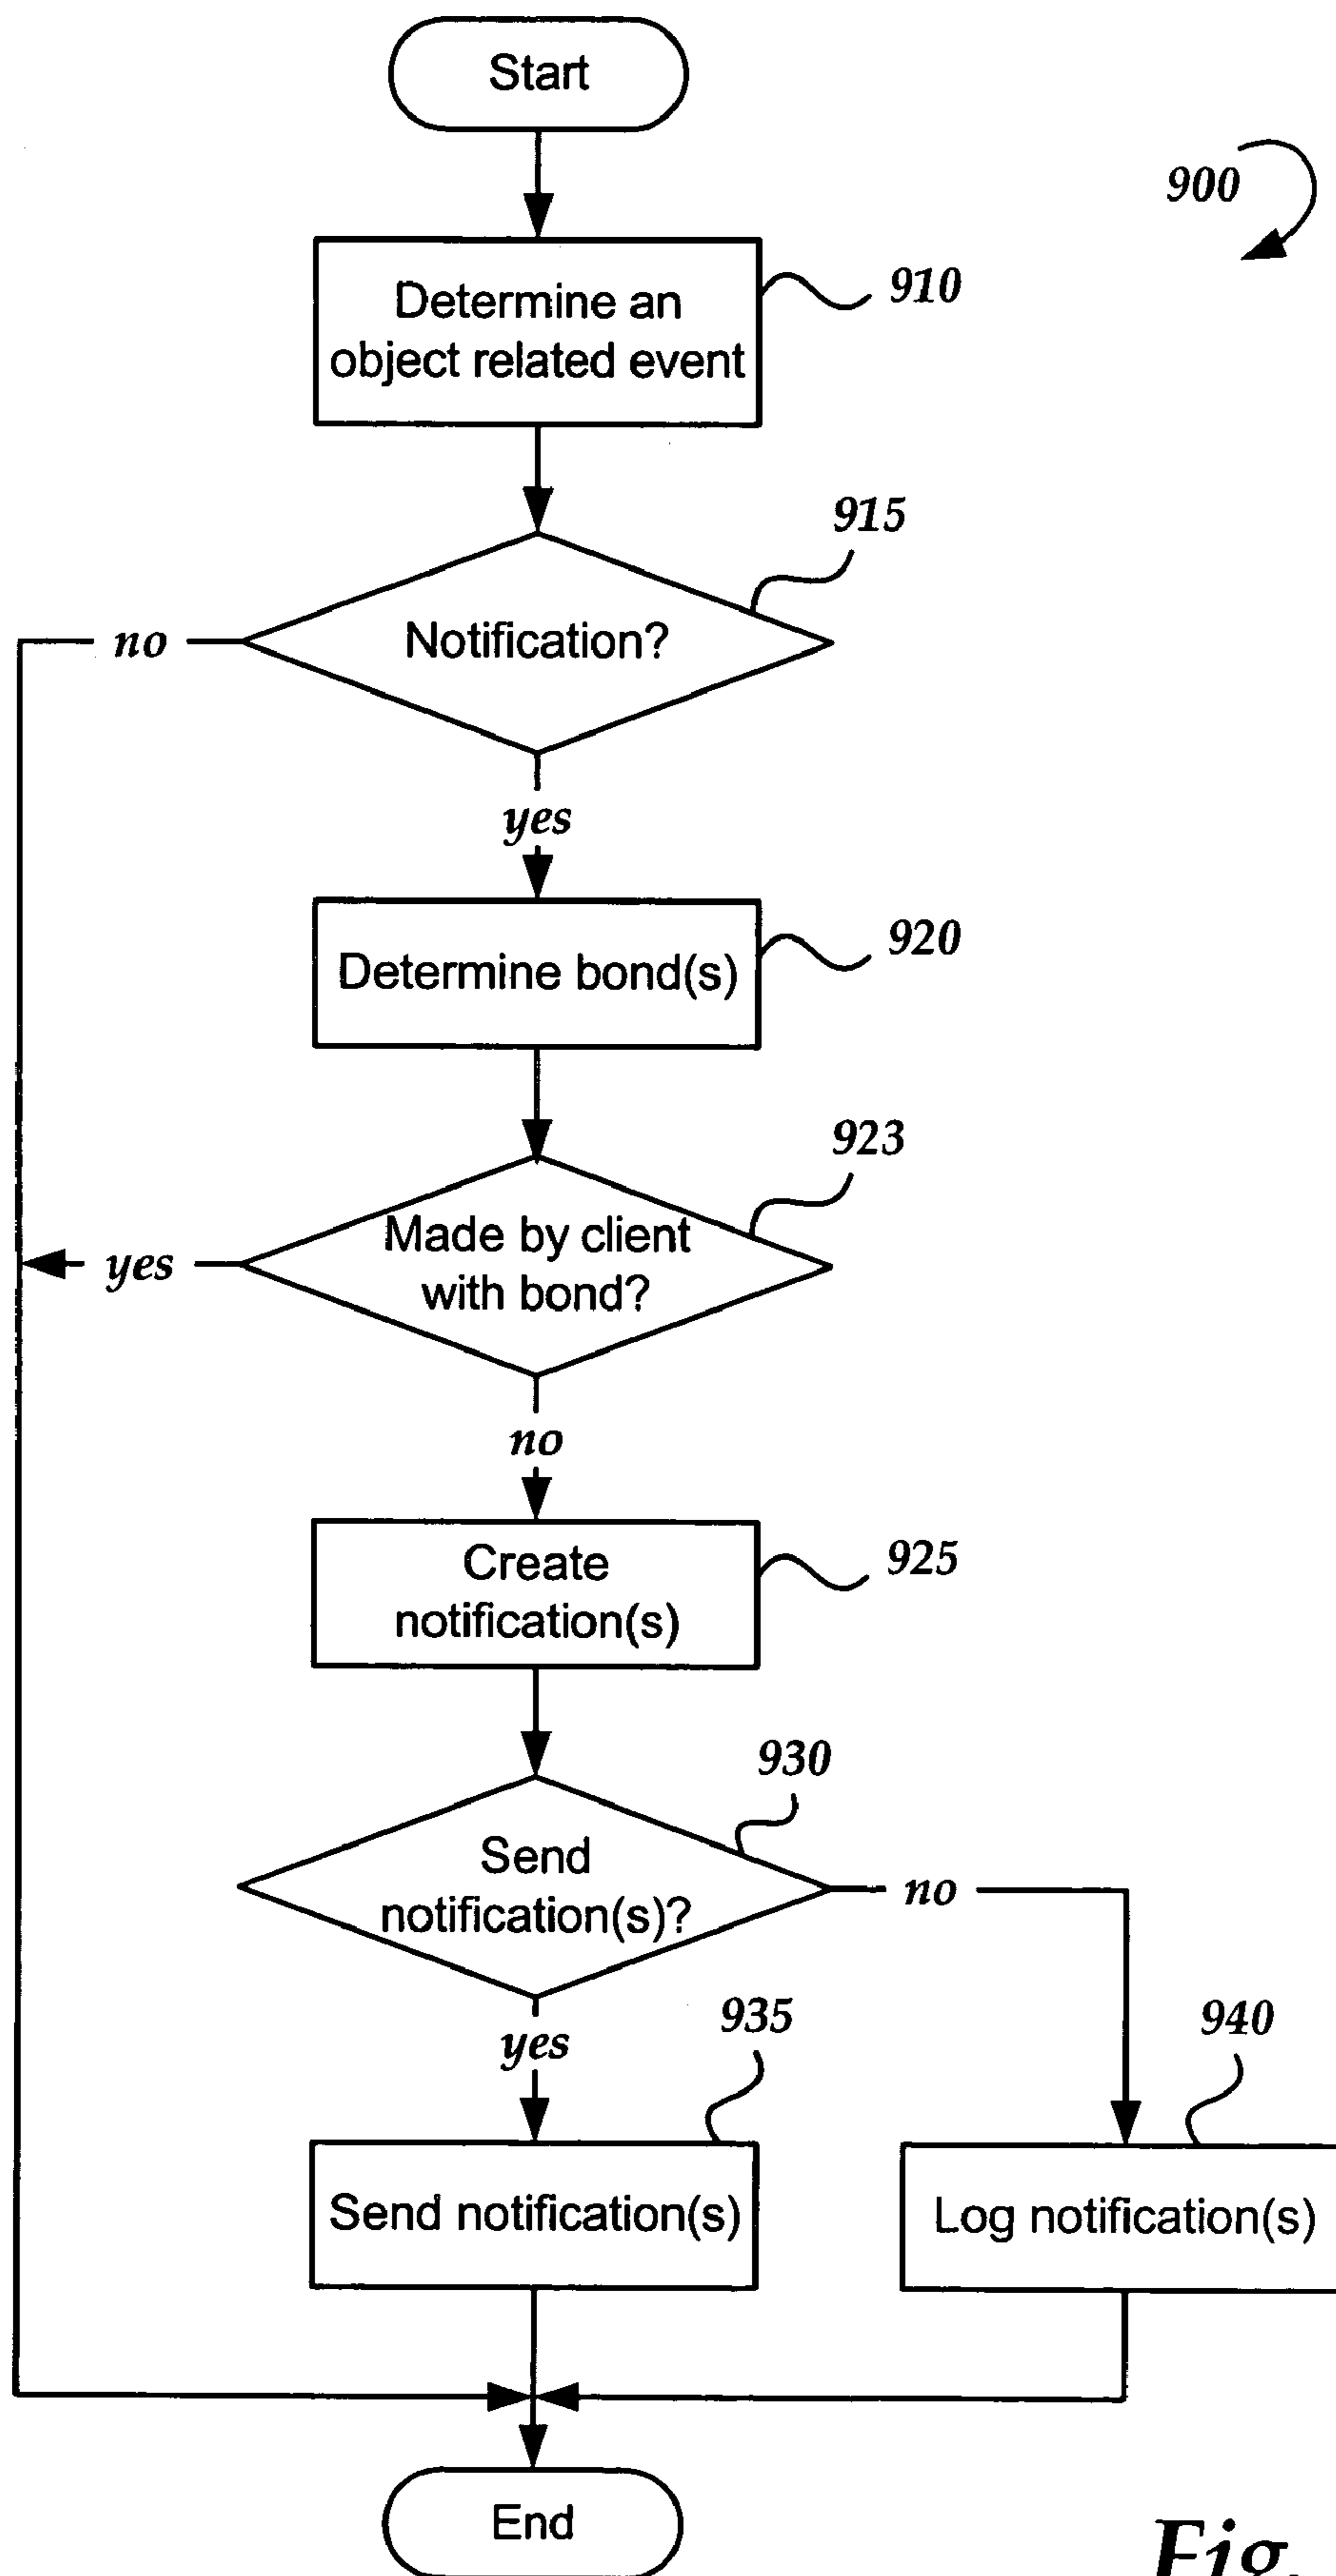 Start
900
910
Determine an
object related event
915
Notification?
no
yes
920
Determine bond(s)
923
Made by client
with bond?
yes
no
925
Create
notification(s)
930
Send
notification(s)?
no
yes
935
940
Send notification(s)
Log notification(s)
End
Fig.